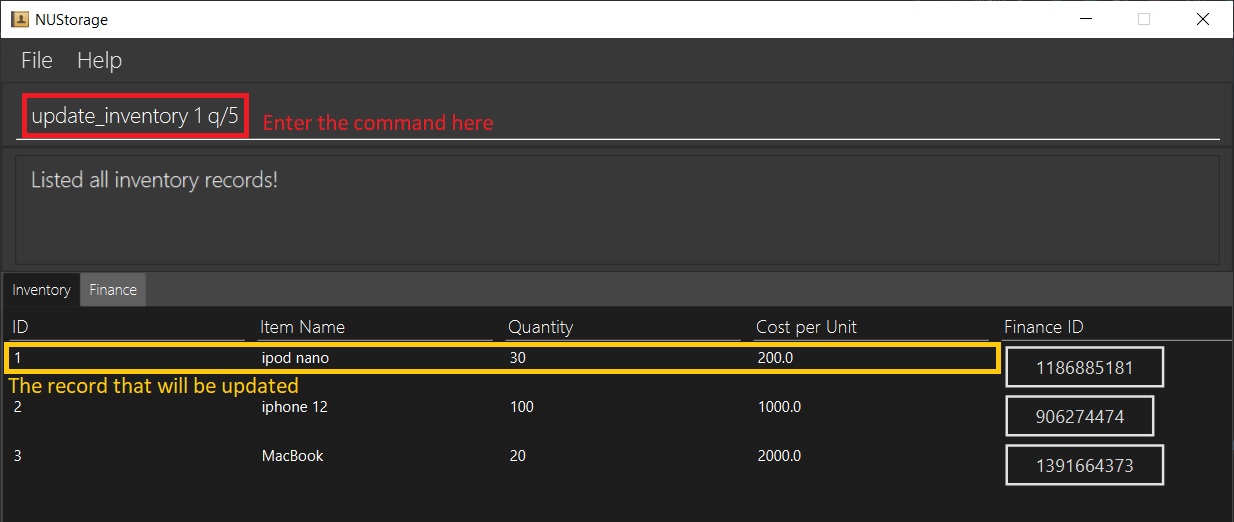 NUStorage
File Help
update_inventory 1 q/5 Enter the command here
Listed all inventory records!
Inventory Finance
ID Item Name Quantity Cost per Unit Finance ID
1 ipod nano 30 200.0 1186885181
The record that will be updated
2 iphone 12 100 1000.0 906274474
3 MacBook 20 2000.0 1391664373